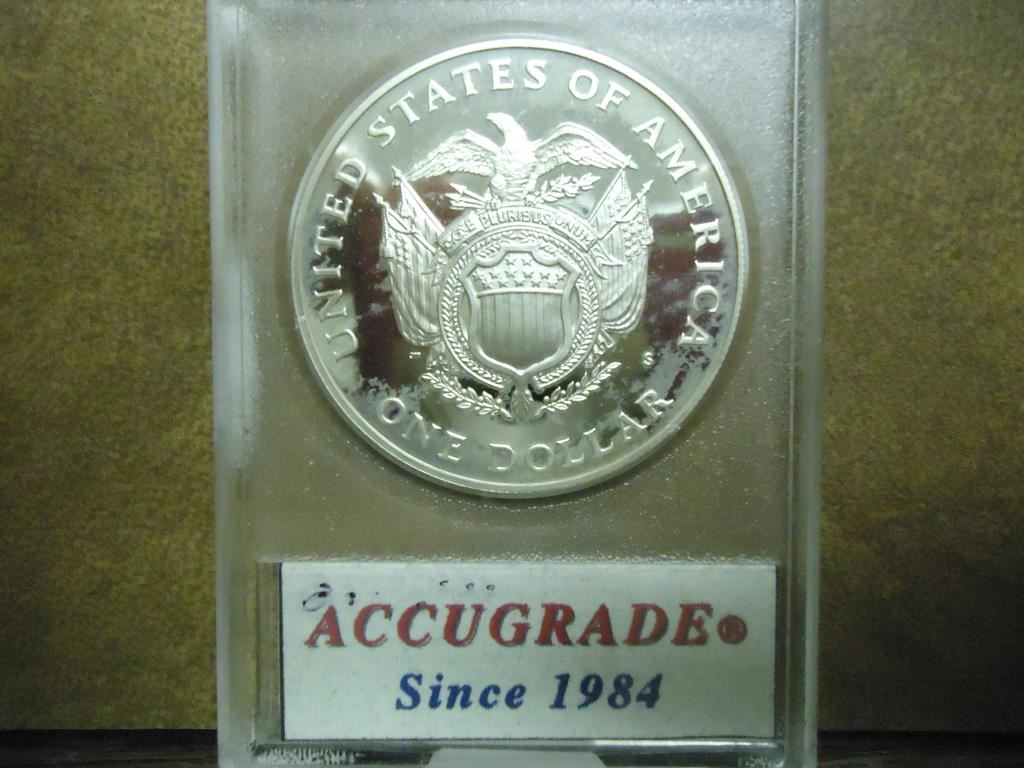 UNITED STATES OF AMERICA
E PLURIBUS UNUM
S
ONE DOLLAR
ACCUGRADE®
Since 1984